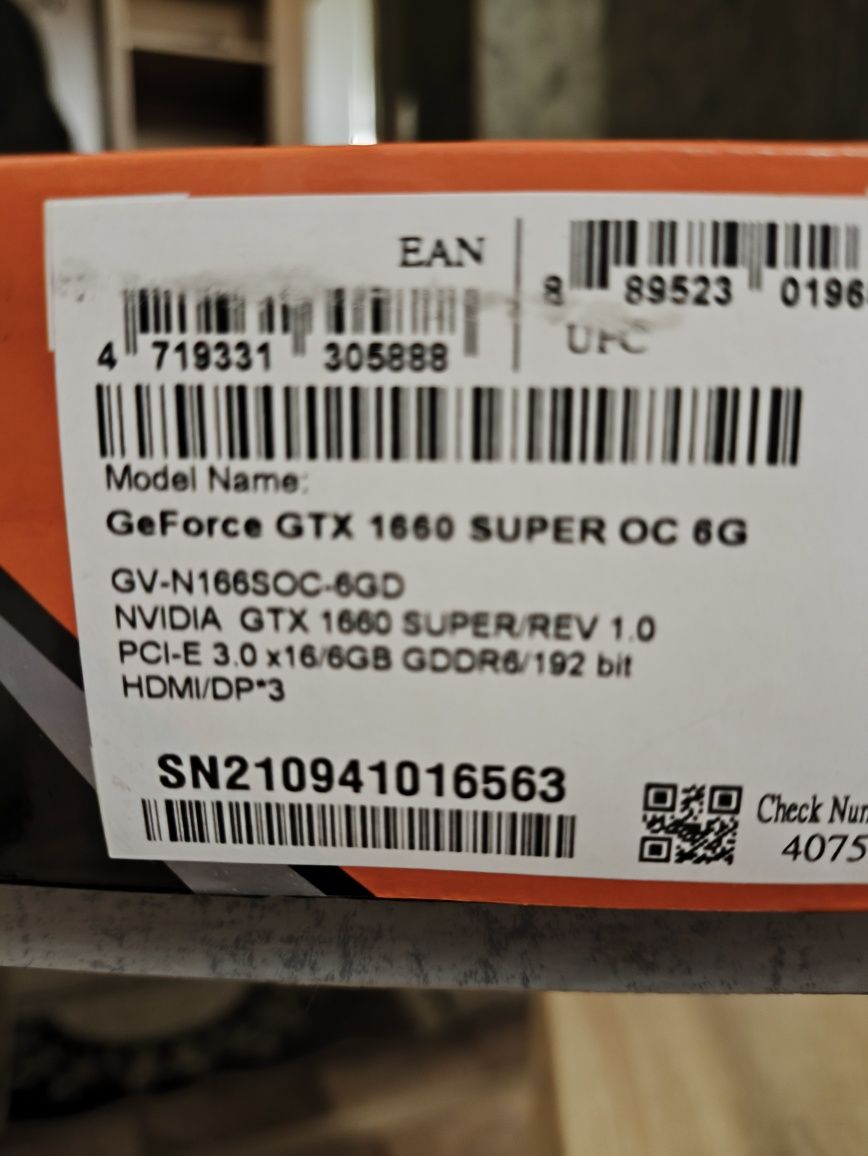 EAN
4 719331 305888
8 89523 0196
UPC
Model Name:
GeForce GTX 1660 SUPER OC 6G
GV-N166SOC-6GD
NVIDIA GTX 1660 SUPER/REV 1.0
PCI-E 3.0 x16/6GB GDDR6/192 bit
HDMI/DP*3
SN210941016563
Check Num
4075